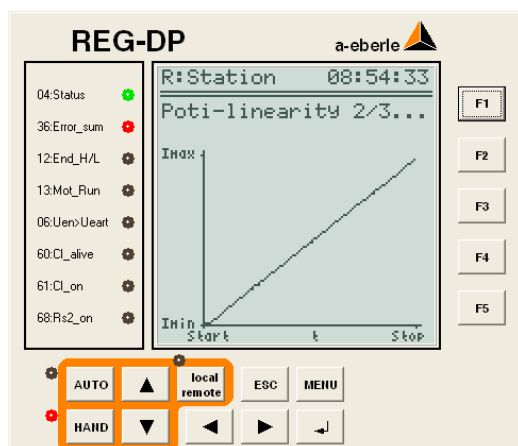 REG-DP
a-eberle
04:Status
36:Error_sum
12:End_H/L
13:Mot_Run
06:Uen>Ueart
60:CI_alive
61:CI_on
68:Rs2_on
R:Station 08:54:33
Poti-linearity 2/3...
Imax
Imin
Start t Stop
F1
F2
F3
F4
F5
AUTO
local
remote
ESC
MENU
HAND